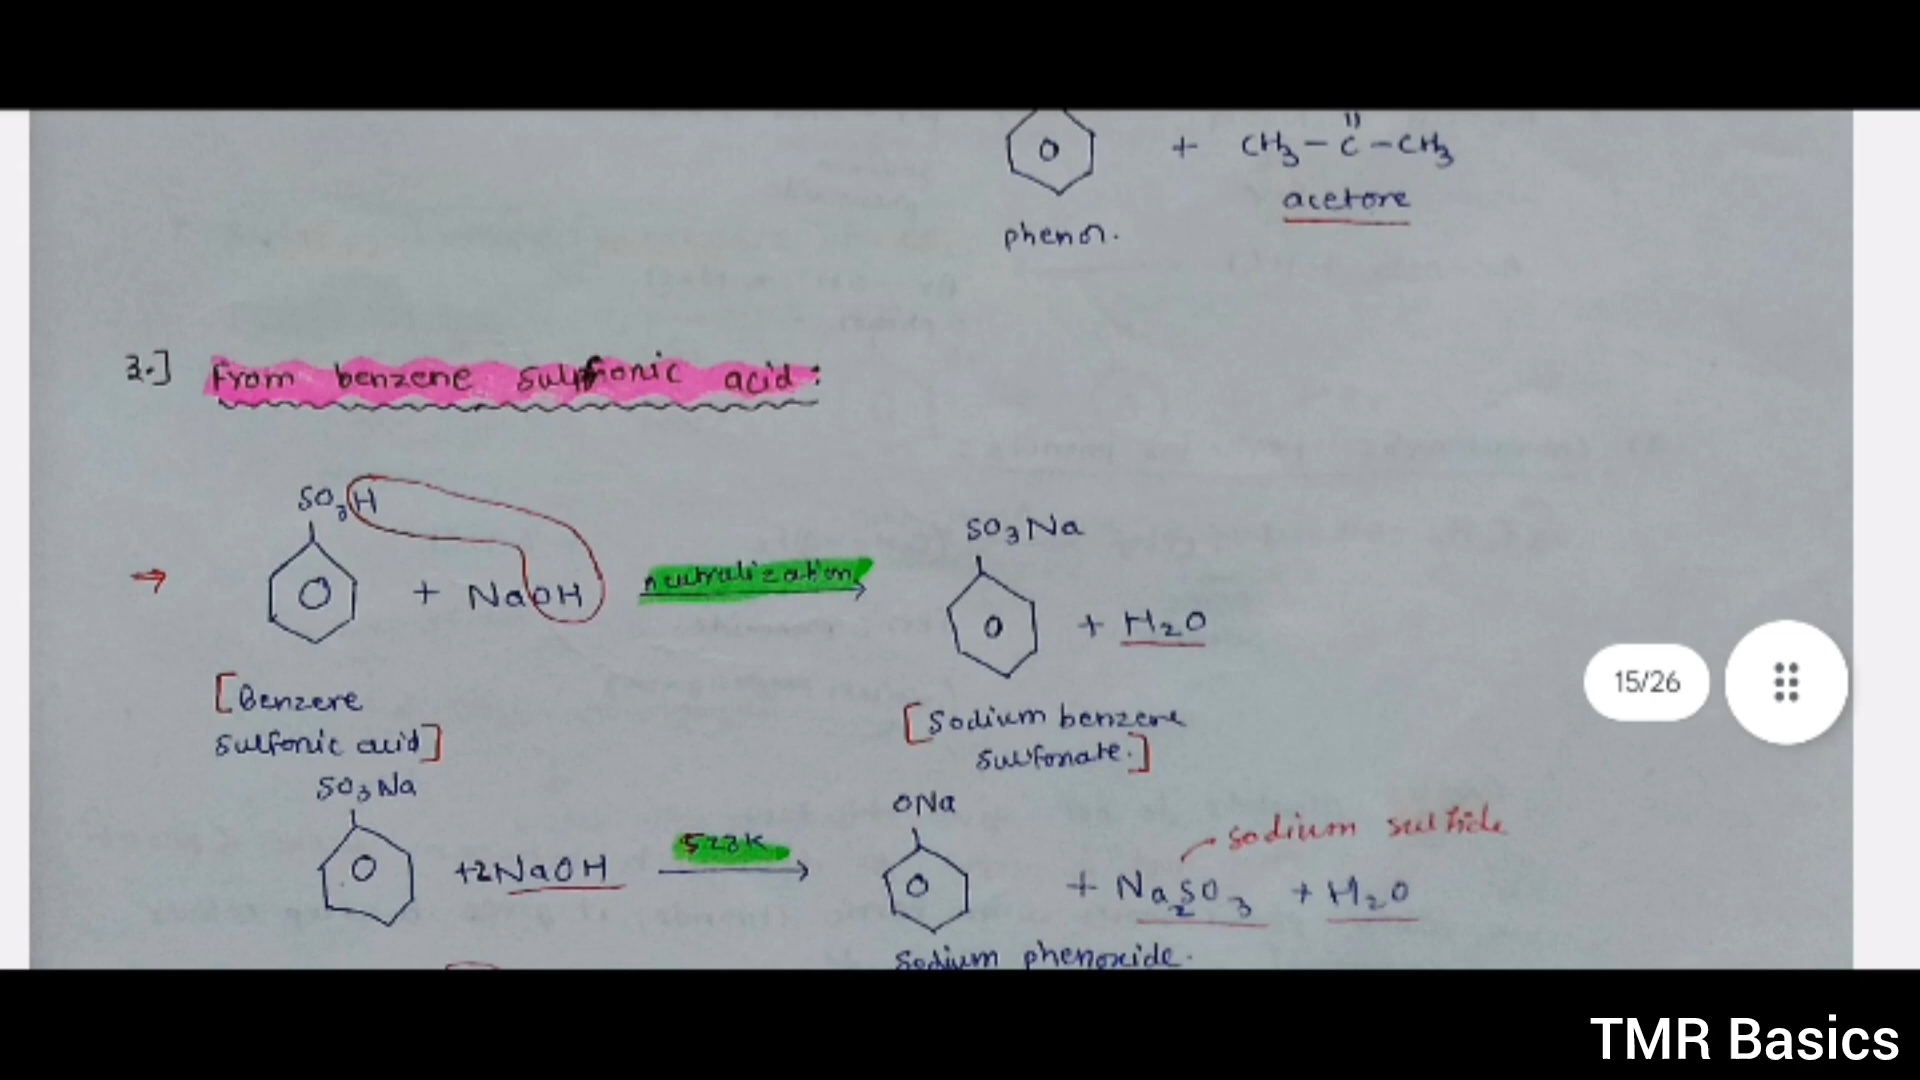 O
+ CH3 - C - CH3
acetone
phenol.
3.] From benzene sulfonic acid:
SO3H
→ + NaOH neutralization SO3Na + H2O
[Benzene
sulfonic acid]
[Sodium benzene
sulfonate.]
SO3Na
+2NaOH 573K ONa + Na2SO3 + H2O
sodium sulfide
Sodium phenoxide.
15/26
TMR Basics